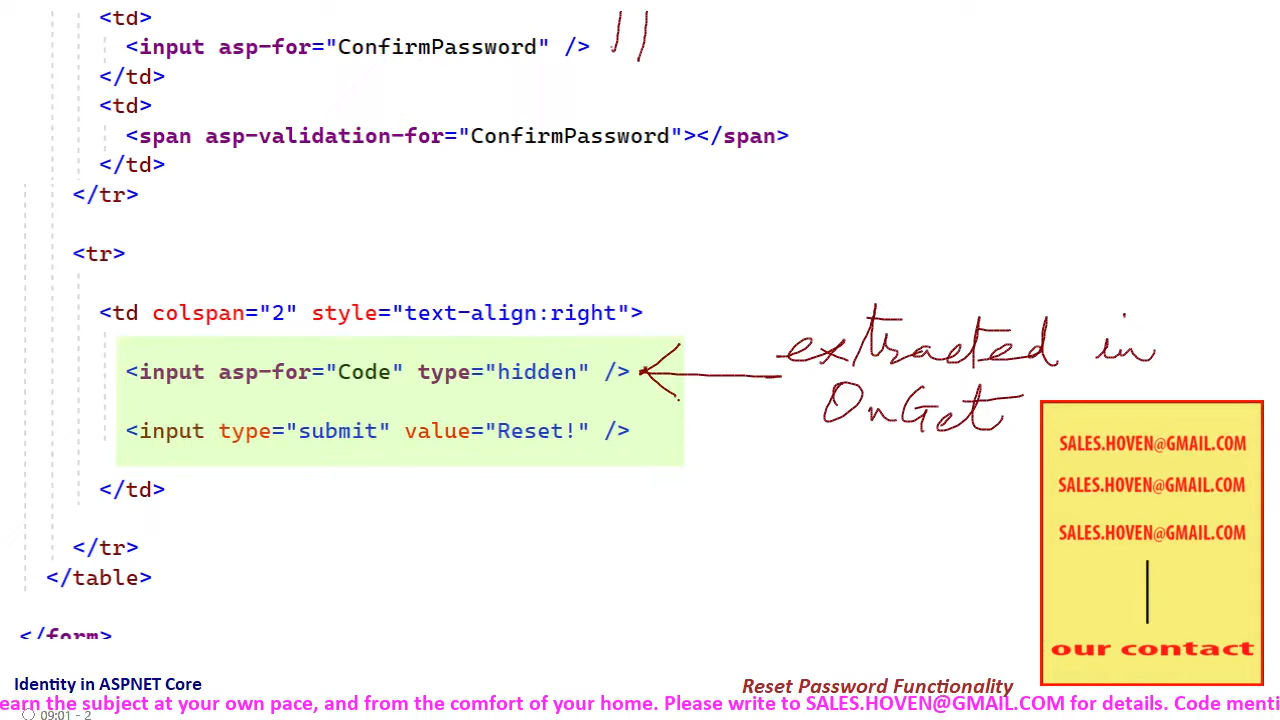 <td>
<input asp-for="ConfirmPassword" />
</td>
<td>
<span asp-validation-for="ConfirmPassword"></span>
</td>
</tr>
<tr>
<td colspan="2" style="text-align:right">
<input asp-for="Code" type="hidden" />
extracted in
OnGet
<input type="submit" value="Reset!" />
</td>
</tr>
</table>
</form>
SALES.HOVEN@GMAIL.COM
SALES.HOVEN@GMAIL.COM
SALES.HOVEN@GMAIL.COM
our contact
Identity in ASPNET Core
Reset Password Functionality
earn the subject at your own pace, and from the comfort of your home. Please write to SALES.HOVEN@GMAIL.COM for details. Code menti
09:01 - 2